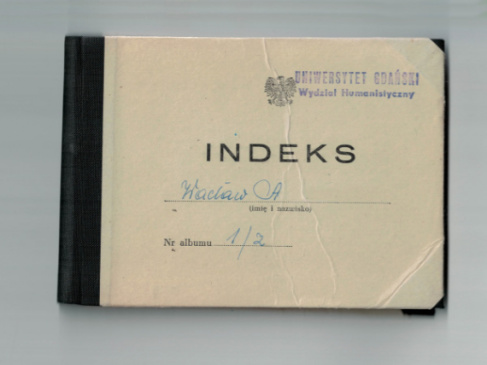 UNIWERSYTET GDAŃSKI
Wydział Humanistyczny
INDEKS
Wacław A
(imię i nazwisko)
Nr albumu 1/2